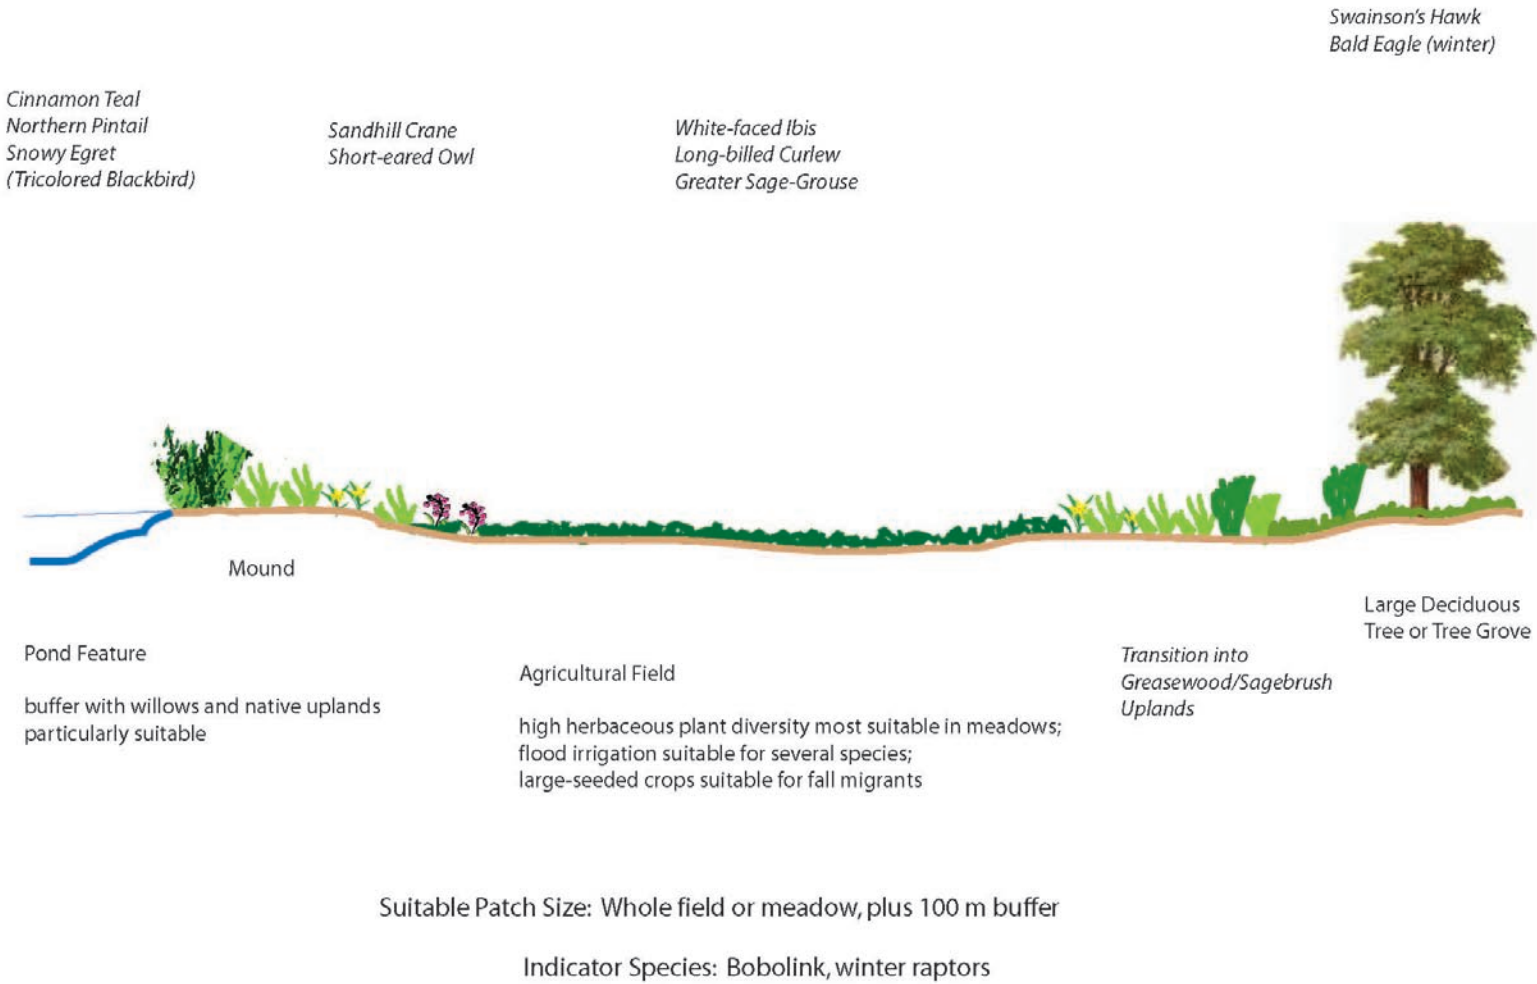 Swainson's Hawk
Bald Eagle (winter)
Cinnamon Teal
Northern Pintail
Snowy Egret
(Tricolored Blackbird)
Sandhill Crane
Short-eared Owl
White-faced Ibis
Long-billed Curlew
Greater Sage-Grouse
Mound
Pond Feature
buffer with willows and native uplands
particularly suitable
Agricultural Field
high herbaceous plant diversity most suitable in meadows;
flood irrigation suitable for several species;
large-seeded crops suitable for fall migrants
Transition into
Greasewood/Sagebrush
Uplands
Large Deciduous
Tree or Tree Grove
Suitable Patch Size: Whole field or meadow, plus 100 m buffer
Indicator Species: Bobolink, winter raptors